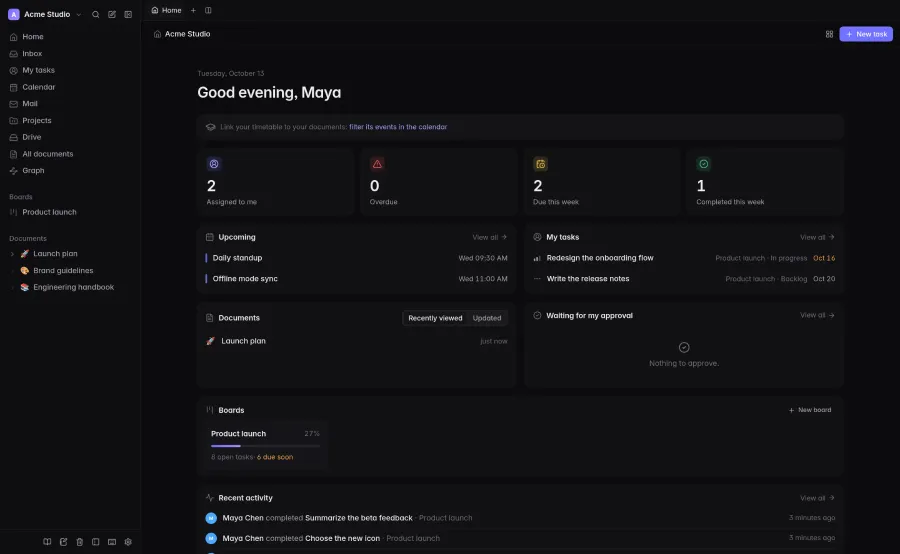 A Acme Studio
Home
Inbox
My tasks
Calendar
Mail
Projects
Drive
All documents
Graph
Boards
Product launch
Documents
🚀 Launch plan
🎨 Brand guidelines
📚 Engineering handbook
Home
Acme Studio
New task
Tuesday, October 13
Good evening, Maya
Link your timetable to your documents: filter its events in the calendar
2
Assigned to me
0
Overdue
2
Due this week
1
Completed this week
Upcoming View all →
Daily standup Wed 09:30 AM
Offline mode sync Wed 11:00 AM
My tasks View all →
Redesign the onboarding flow Product launch · In progress Oct 16
Write the release notes Product launch · Backlog Oct 20
Documents Recently viewed Updated
🚀 Launch plan just now
Waiting for my approval View all →
Nothing to approve.
Boards + New board
Product launch 27%
open tasks · 6 due soon
Recent activity View all →
M Maya Chen completed Summarize the beta feedback · Product launch 3 minutes ago
M Maya Chen completed Choose the new icon · Product launch 3 minutes ago